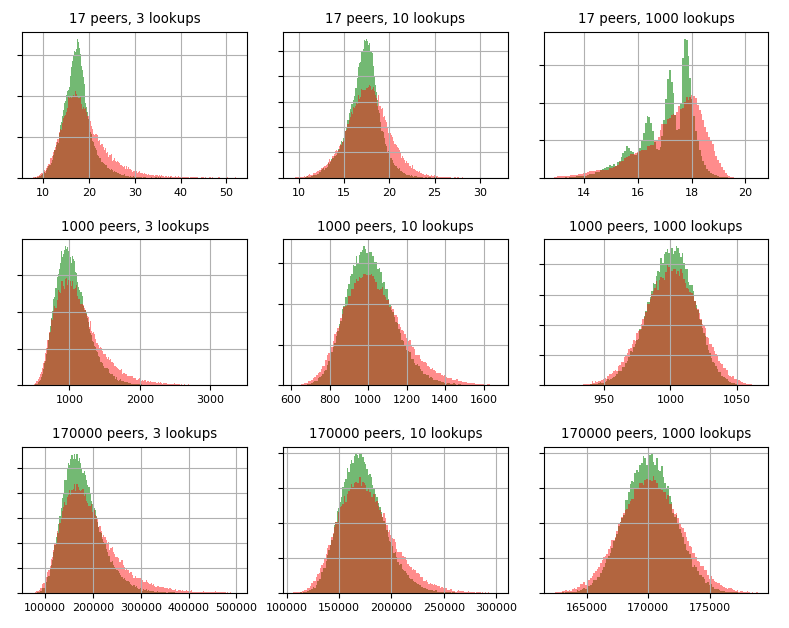 17 peers, 3 lookups
17 peers, 10 lookups
17 peers, 1000 lookups
10 20 30 40 50
10 15 20 25 30
14 16 18 20
1000 peers, 3 lookups
1000 peers, 10 lookups
1000 peers, 1000 lookups
1000 2000 3000
600 800 1000 1200 1400 1600
950 1000 1050
170000 peers, 3 lookups
170000 peers, 10 lookups
170000 peers, 1000 lookups
100000 200000 300000 400000 500000
100000 150000 200000 250000 300000
165000 170000 175000